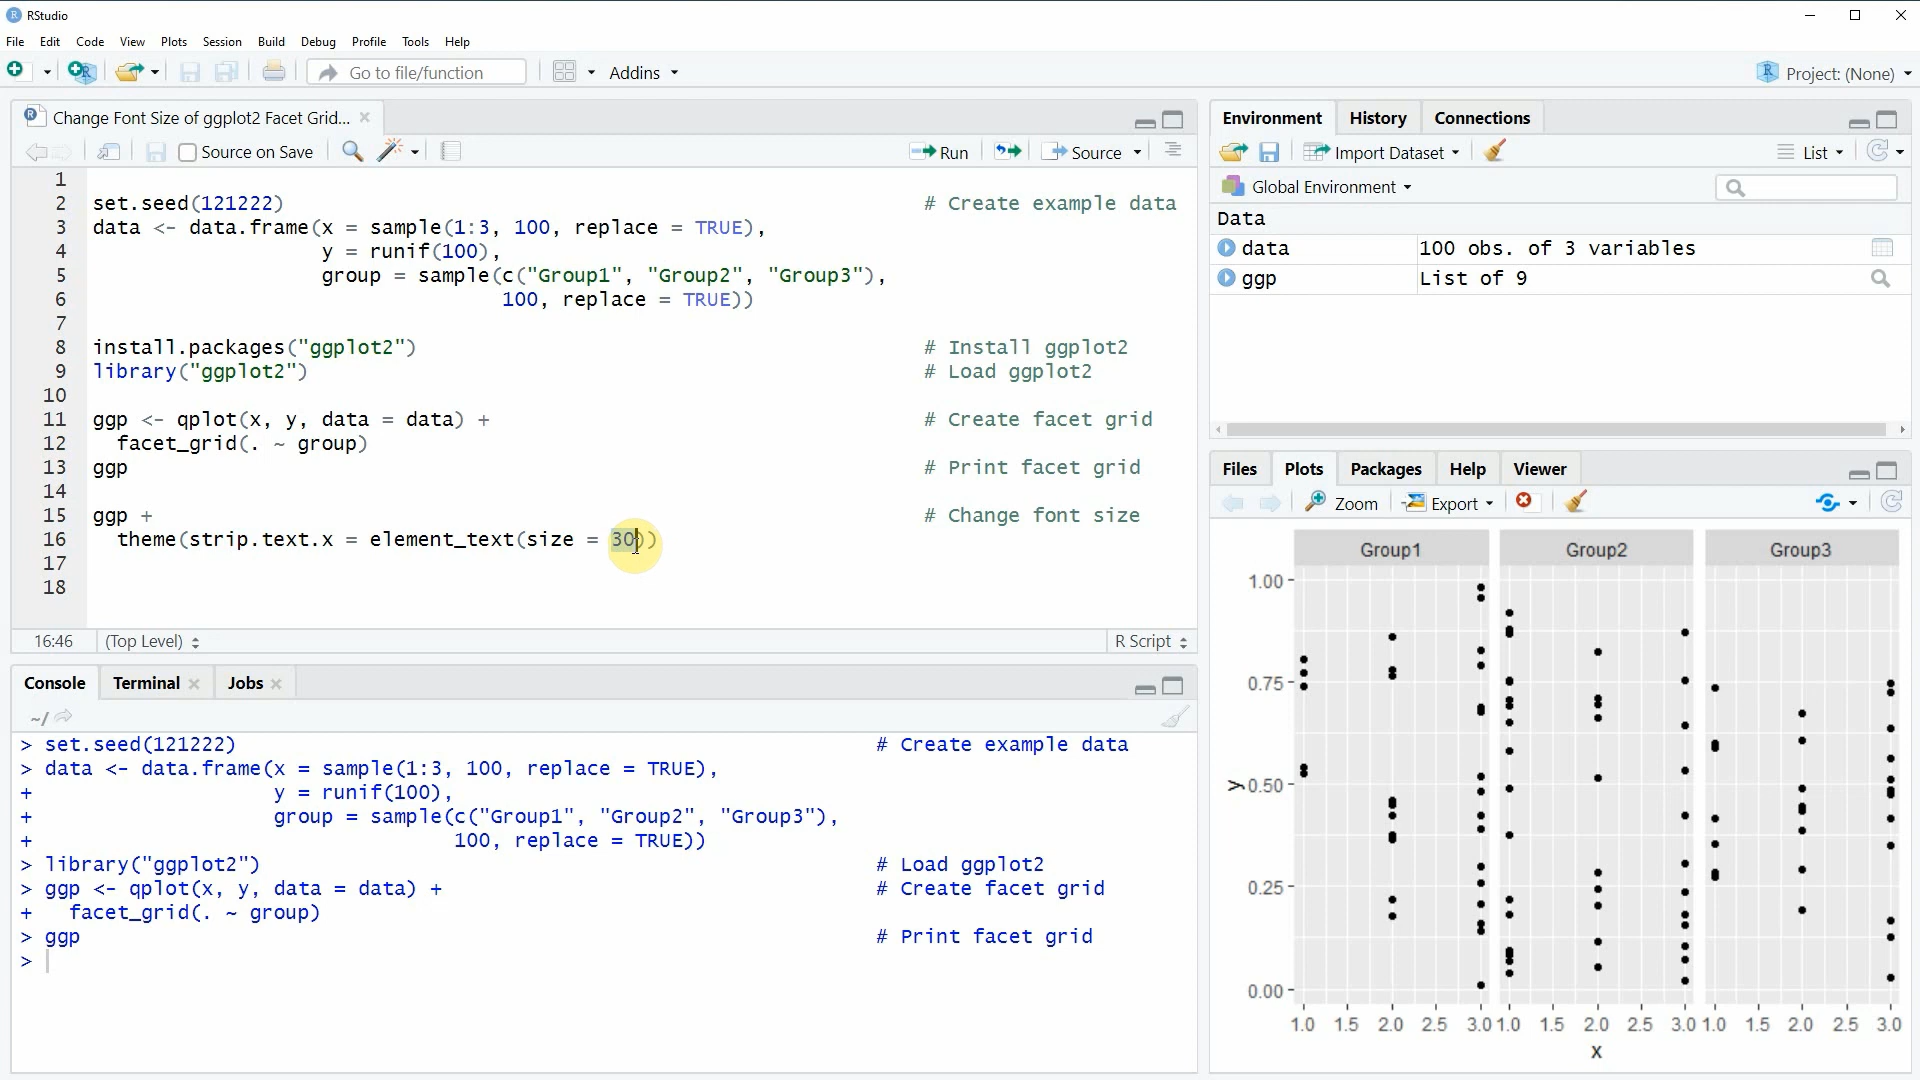 RStudio
File Edit Code View Plots Session Build Debug Profile Tools Help
Go to file/function Addins Project: (None)
Change Font Size of ggplot2 Facet Grid...
Source on Save Run Source
1
2 set.seed(121222) # Create example data
3 data <- data.frame(x = sample(1:3, 100, replace = TRUE),
4 y = runif(100),
5 group = sample(c("Group1", "Group2", "Group3"),
6 100, replace = TRUE))
7
8 install.packages("ggplot2") # Install ggplot2
9 library("ggplot2") # Load ggplot2
10
11 ggp <- qplot(x, y, data = data) + # Create facet grid
12 facet_grid(. ~ group)
13 ggp # Print facet grid
14
15 ggp + # Change font size
16 theme(strip.text.x = element_text(size = 30))
17
18
16:46 (Top Level) R Script
Console Terminal Jobs
~/
> set.seed(121222) # Create example data
> data <- data.frame(x = sample(1:3, 100, replace = TRUE),
+ y = runif(100),
+ group = sample(c("Group1", "Group2", "Group3"),
+ 100, replace = TRUE))
> library("ggplot2") # Load ggplot2
> ggp <- qplot(x, y, data = data) + # Create facet grid
+ facet_grid(. ~ group)
> ggp # Print facet grid
>
Environment History Connections
Import Dataset List
Global Environment
Data
data 100 obs. of 3 variables
ggp List of 9
Files Plots Packages Help Viewer
Zoom Export
Group1 Group2 Group3
1.00
0.75
y
0.50
0.25
0.00
1.0 1.5 2.0 2.5 3.0 1.0 1.5 2.0 2.5 3.0 1.0 1.5 2.0 2.5 3.0
x